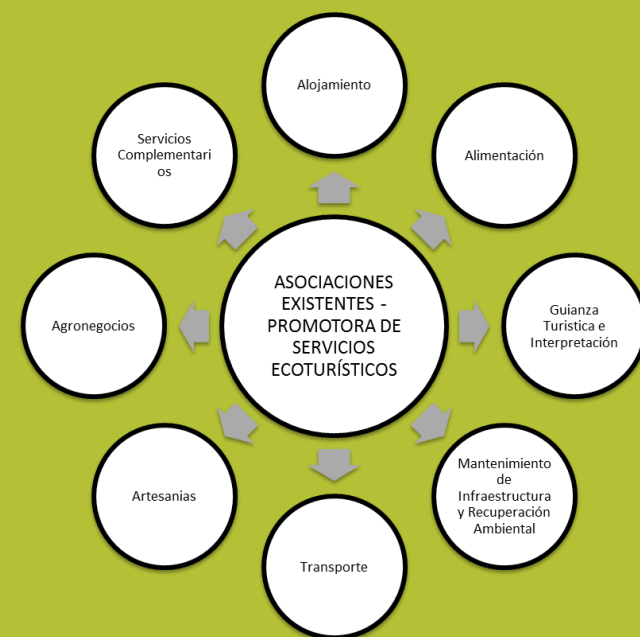 Alojamiento
Alimentación
Guianza
Turistica e
Interpretación
Mantenimiento
de
Infraestructura
y Recuperación
Ambiental
Transporte
Artesanias
Agronegocios
Servicios
Complementari
os
ASOCIACIONES
EXISTENTES -
PROMOTORA DE
SERVICIOS
ECOTURÍSTICOS